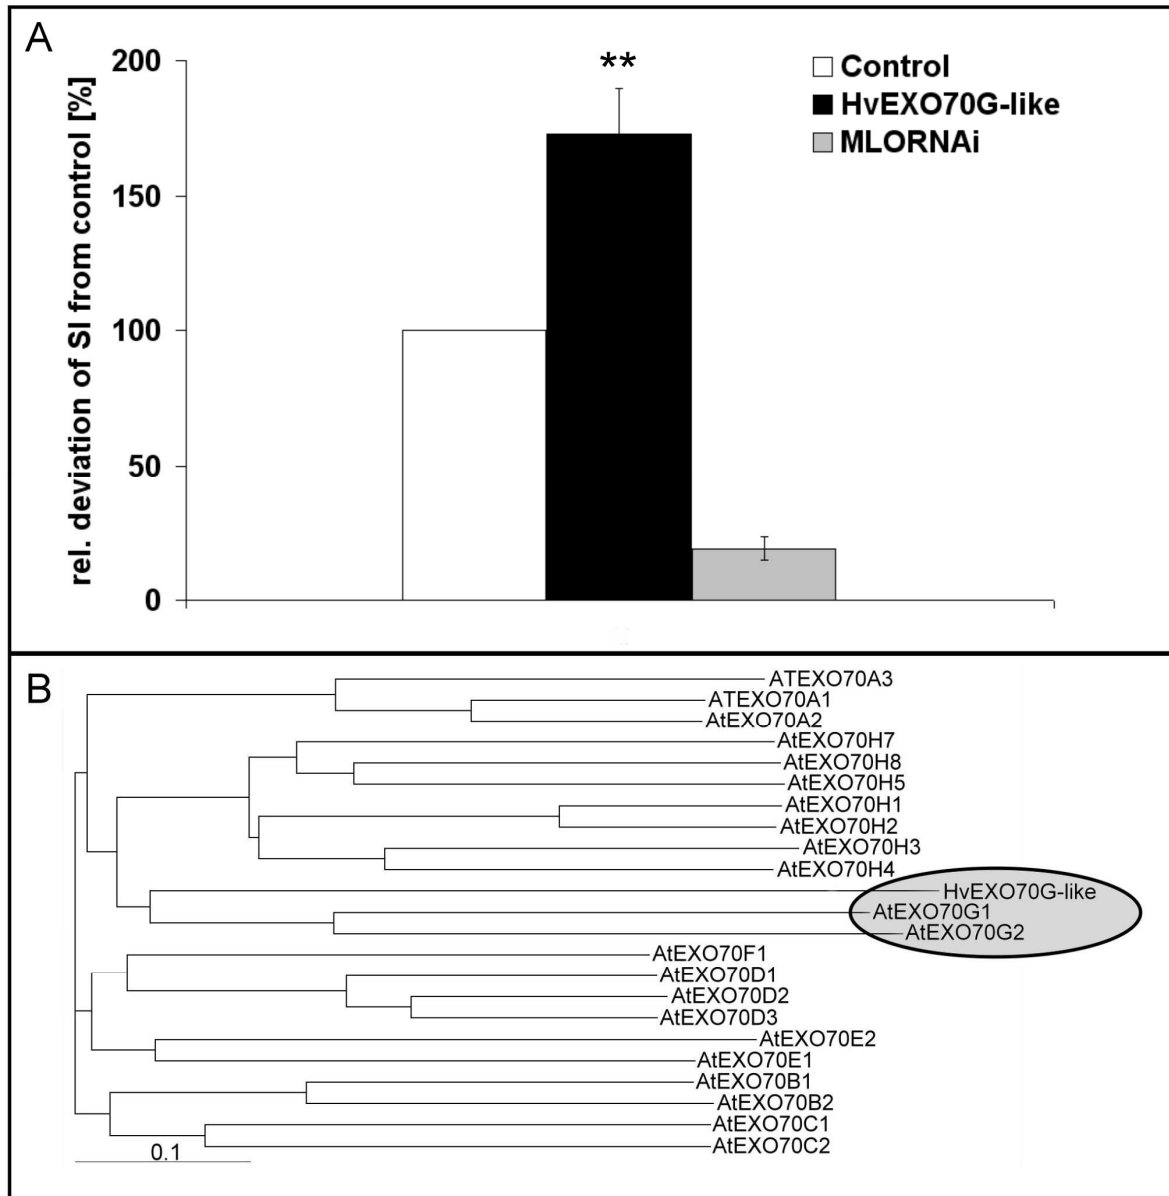 A
rel. deviation of SI from control [%]
200
150
100
50
0
**
Control
HvEXO70G-like
MLORNAi
B
ATEXO70A3
ATEXO70A1
AtEXO70A2
AtEXO70H7
AtEXO70H8
AtEXO70H5
AtEXO70H1
AtEXO70H2
AtEXO70H3
AtEXO70H4
HvEXO70G-like
AtEXO70G1
AtEXO70G2
AtEXO70F1
AtEXO70D1
AtEXO70D2
AtEXO70D3
AtEXO70E2
AtEXO70E1
AtEXO70B1
AtEXO70B2
AtEXO70C1
AtEXO70C2
0.1